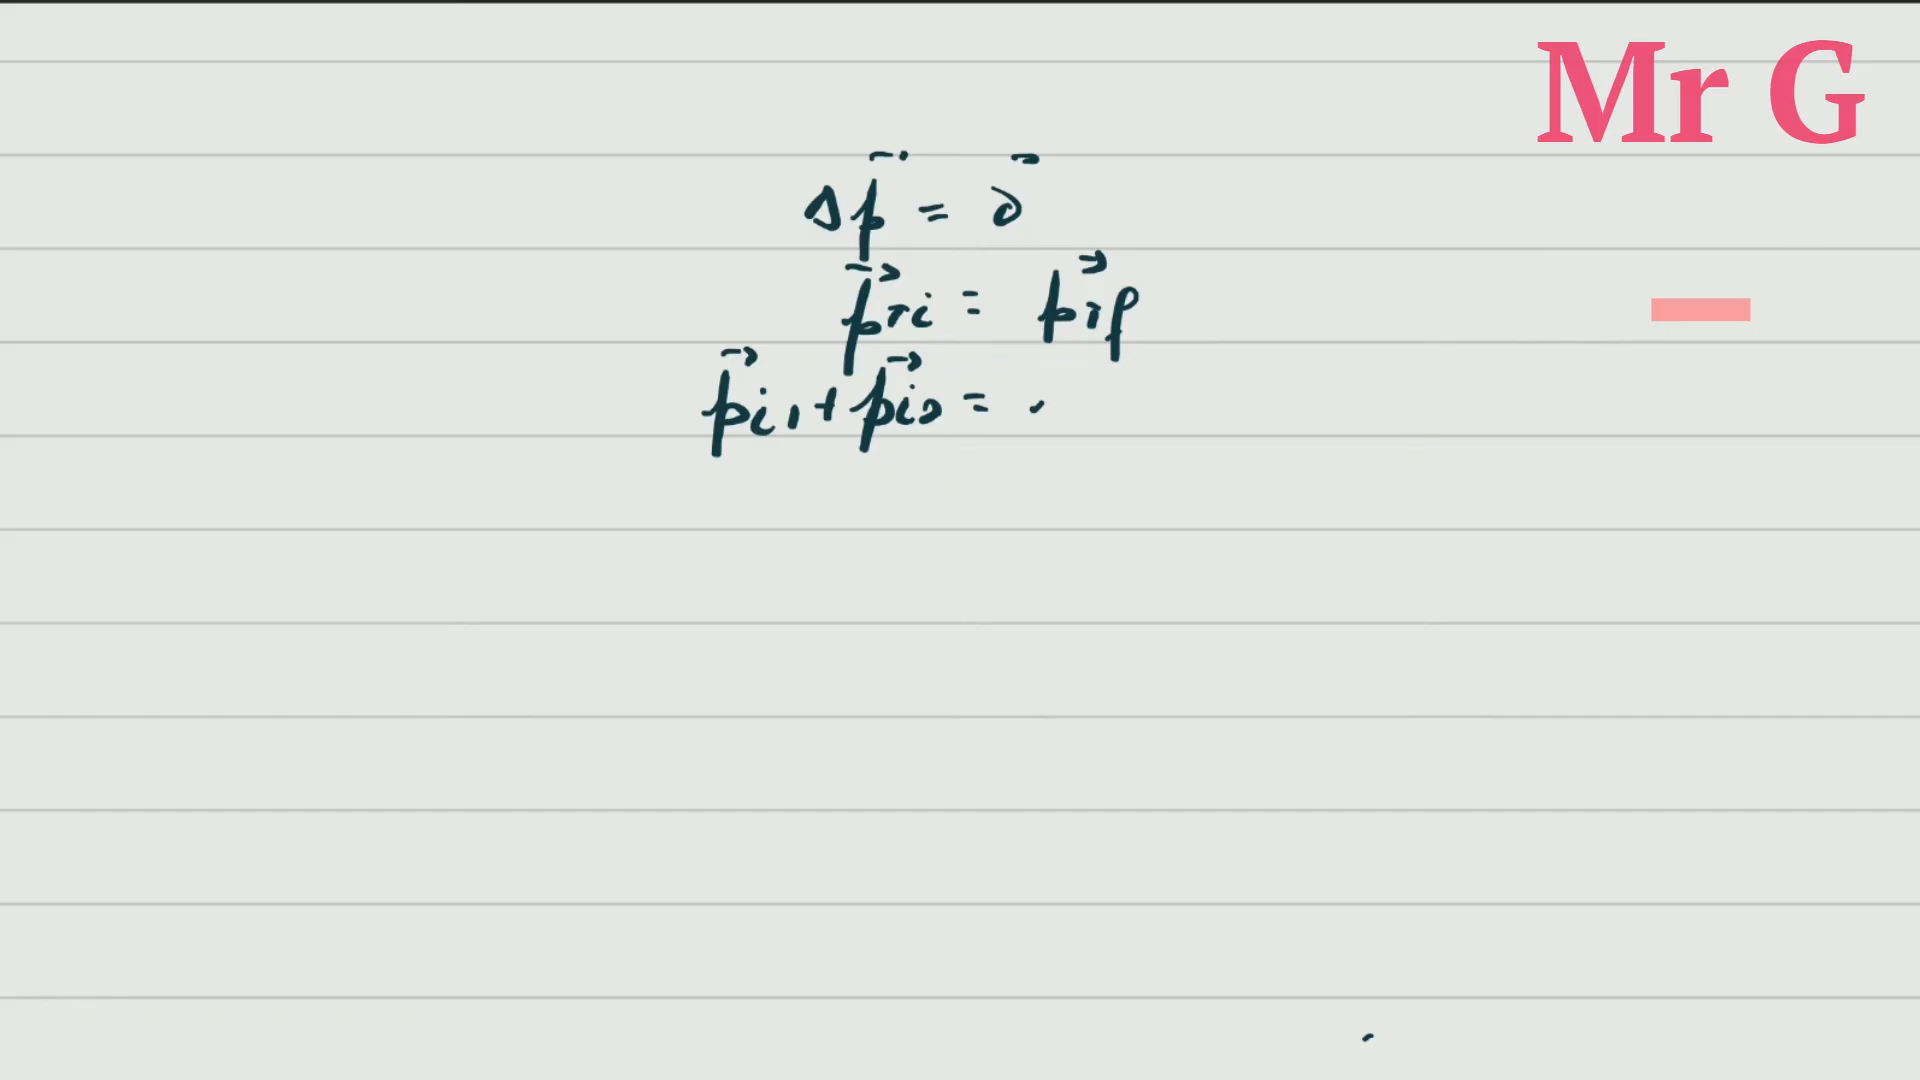 Mr G
Δp⃗ = 0⃗
p⃗Ti = p⃗Tf
p⃗i1 + p⃗i2 =